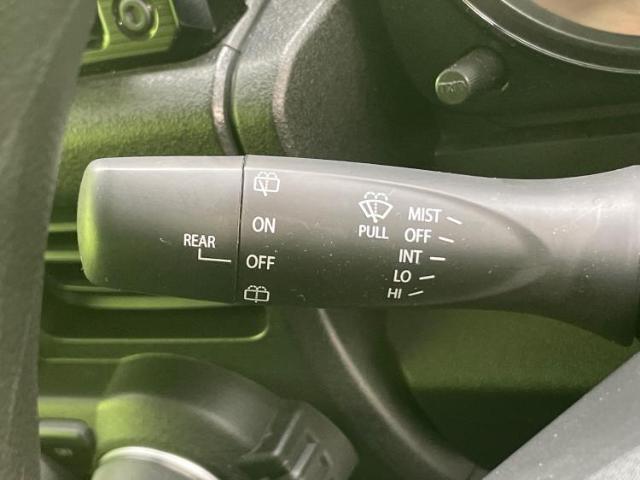 REAR
ON
OFF
PULL
MIST
OFF
INT
LO
HI